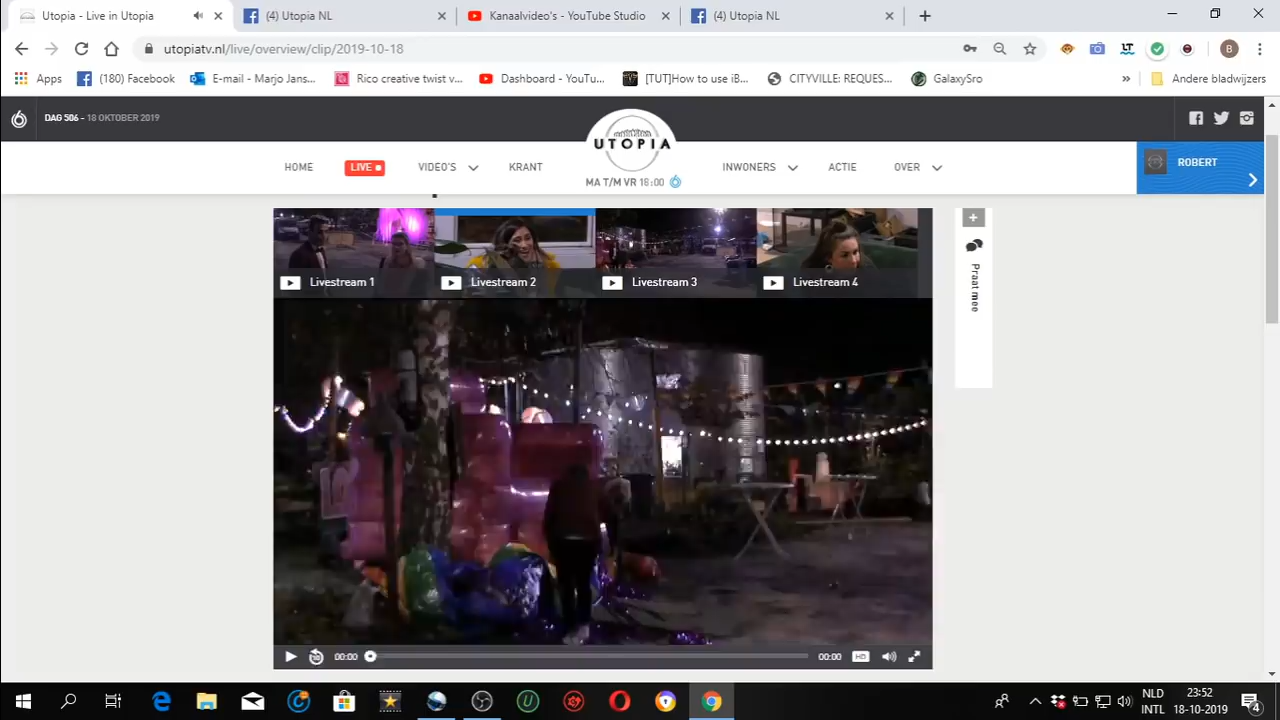 Utopia - Live in Utopia
(4) Utopia NL
Kanaalvideo's - YouTube Studio
(4) Utopia NL
utopiatv.nl/live/overview/clip/2019-10-18
B
Apps
(180) Facebook
E-mail - Marjo Jans...
Rico creative twist v...
Dashboard - YouTu...
[TUT]How to use iB...
CITYVILLE: REQUES...
GalaxySro
»
Andere bladwijzers
6
DAG 506 - 18 OKTOBER 2019
UTOPIA
HOME
LIVE
VIDEO'S
KRANT
MA T/M VR 18:00 6
INWONERS
ACTIE
OVER
ROBERT
Livestream 1
Livestream 2
Livestream 3
Livestream 4
+
Praat mee
00:00
00:00
HD
NLD
INTL
23:52
18-10-2019
4